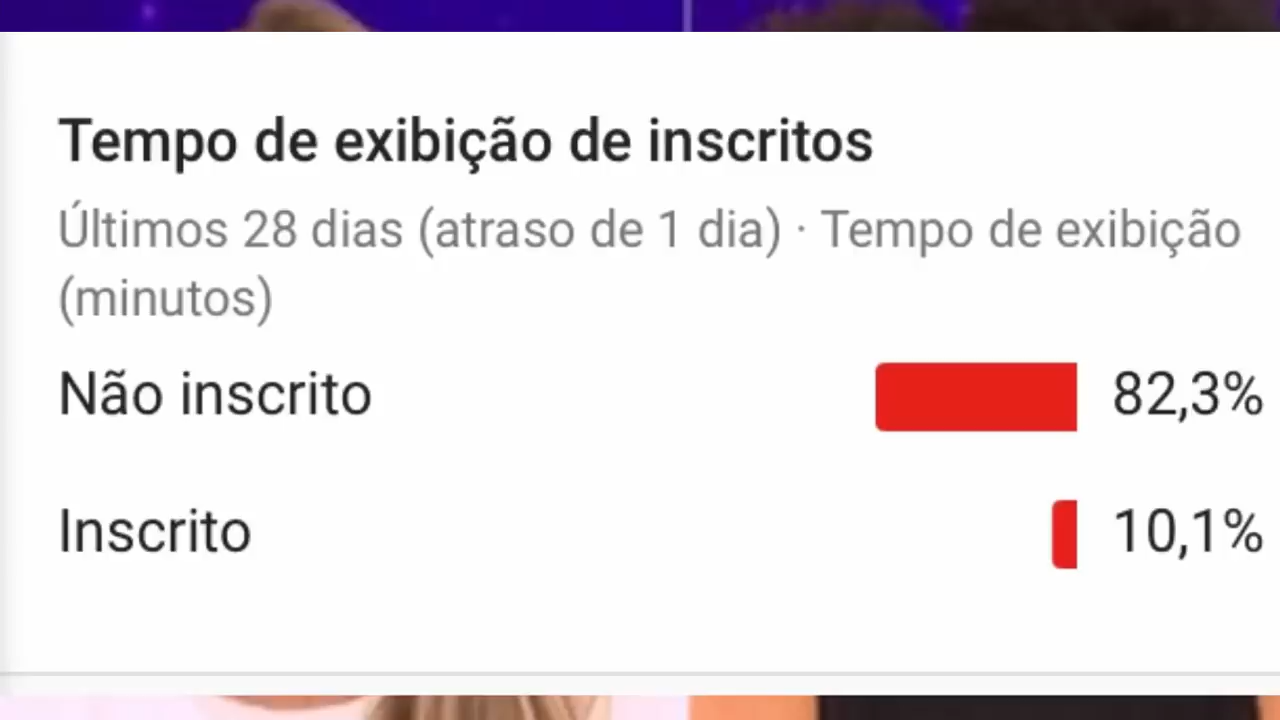 Tempo de exibição de inscritos
Últimos 28 dias (atraso de 1 dia) · Tempo de exibição
(minutos)
Não inscrito 82,3%
Inscrito 10,1%